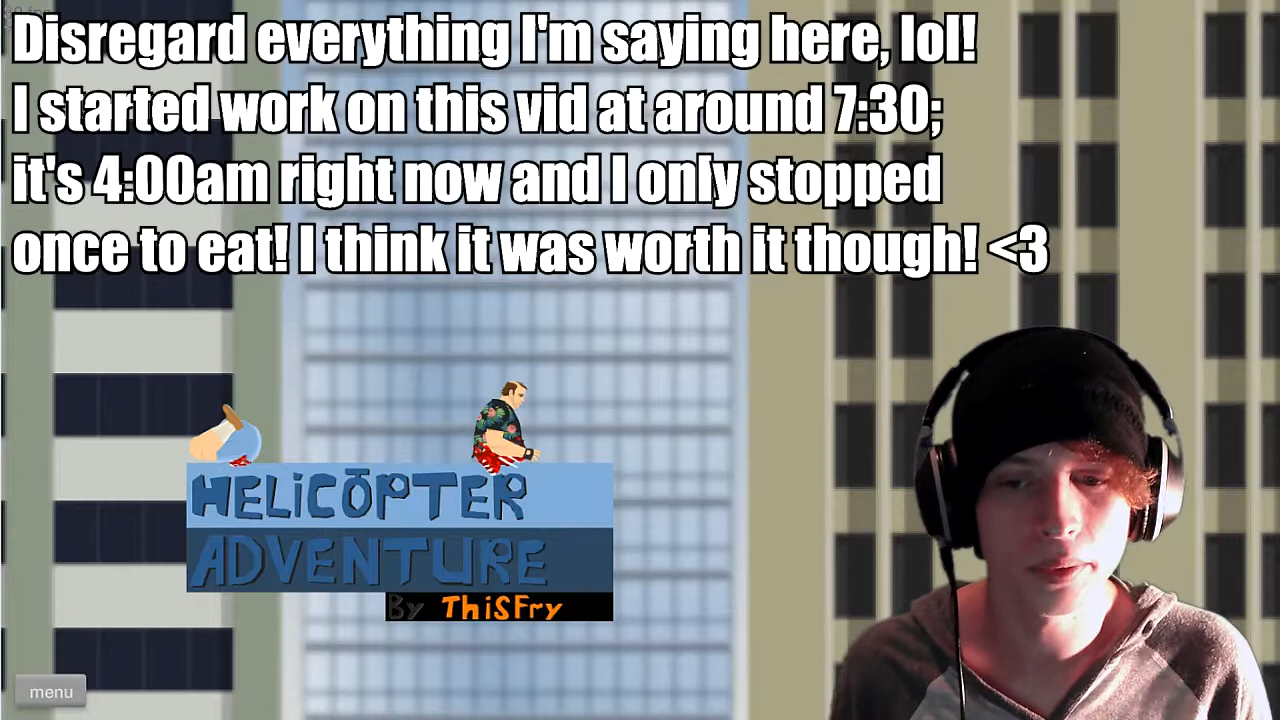 Disregard everything I'm saying here, lol!
I started work on this vid at around 7:30;
it's 4:00am right now and I only stopped
once to eat! I think it was worth it though! <3
HELiCŌPTER
ADVENTURE
By ThiSFry
menu